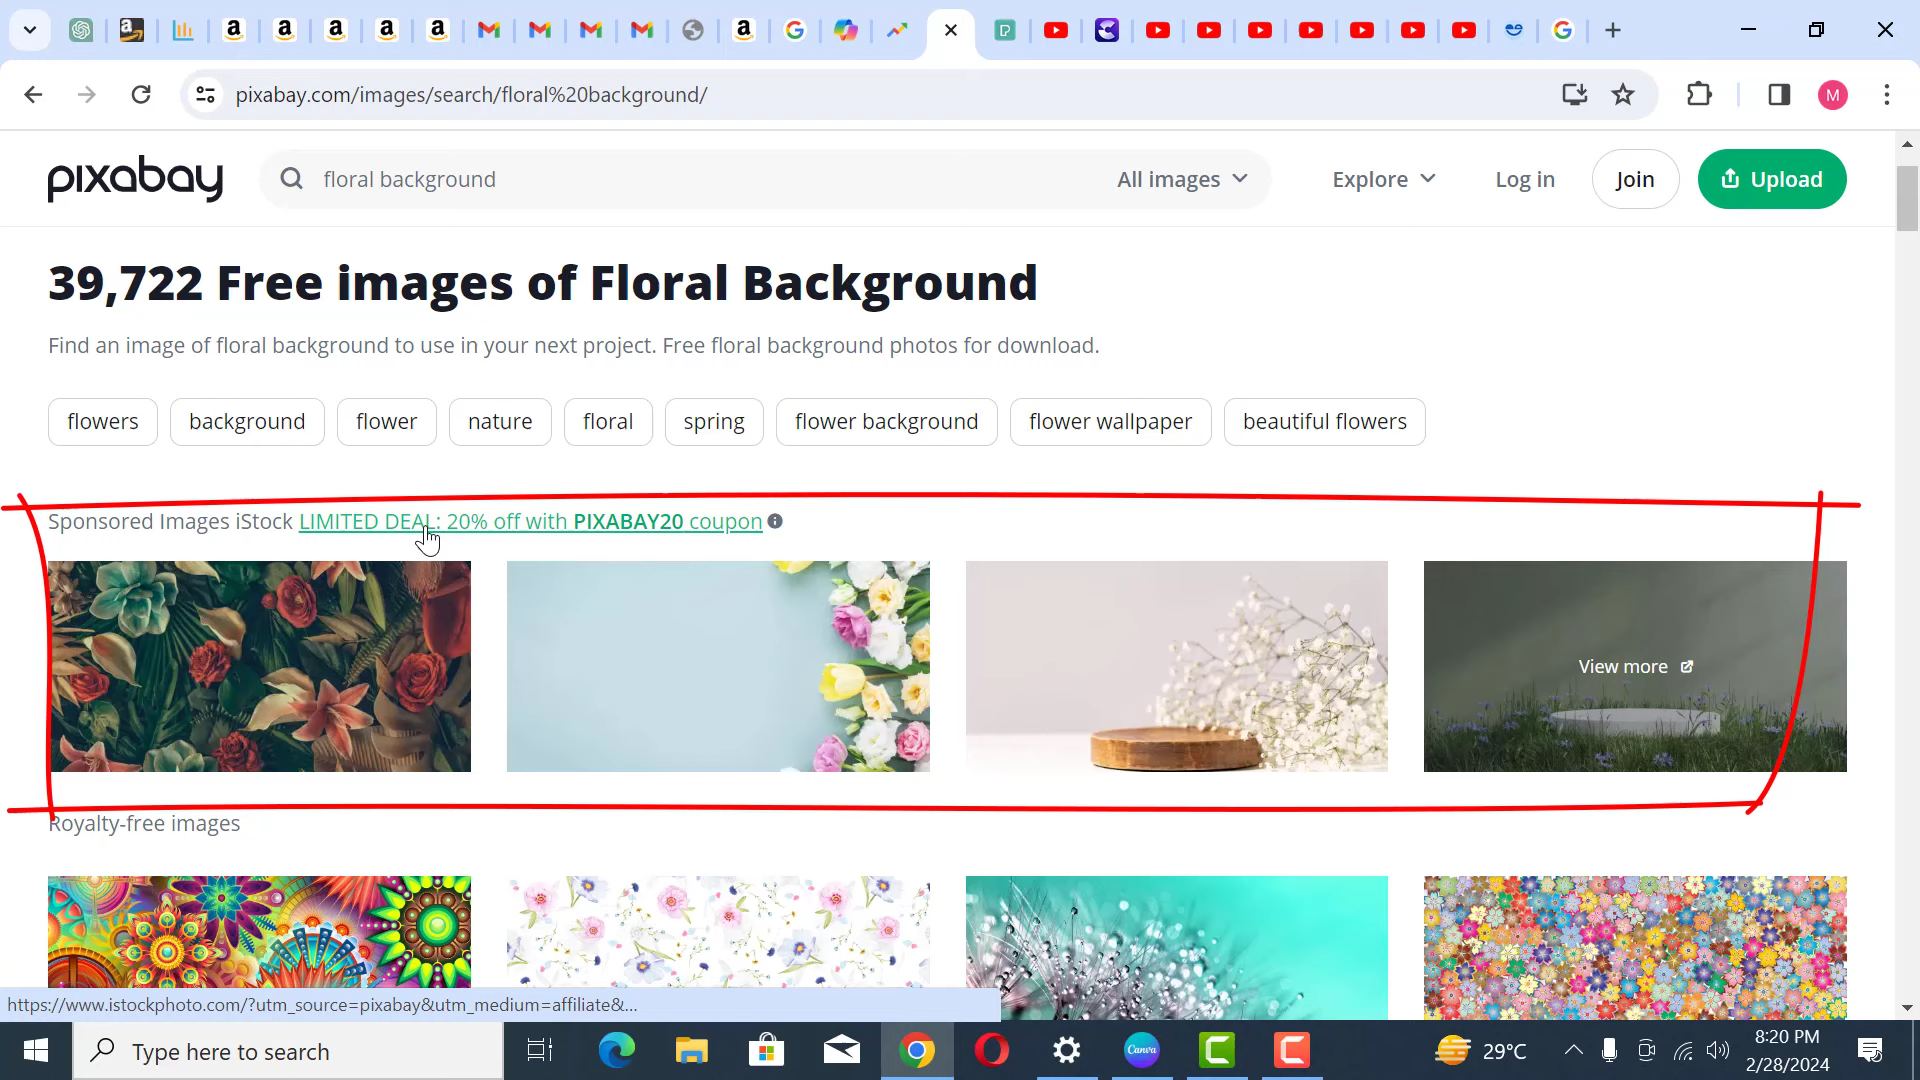 pixabay.com/images/search/floral%20background/
M
pixabay
floral background
All images
Explore
Log in
Join
Upload
39,722 Free images of Floral Background
Find an image of floral background to use in your next project. Free floral background photos for download.
flowers
background
flower
nature
floral
spring
flower background
flower wallpaper
beautiful flowers
Sponsored Images iStock LIMITED DEAL: 20% off with PIXABAY20 coupon
View more
Royalty-free images
https://www.istockphoto.com/?utm_source=pixabay&utm_medium=affiliate&...
Type here to search
Canva
29°C
8:20 PM
2/28/2024